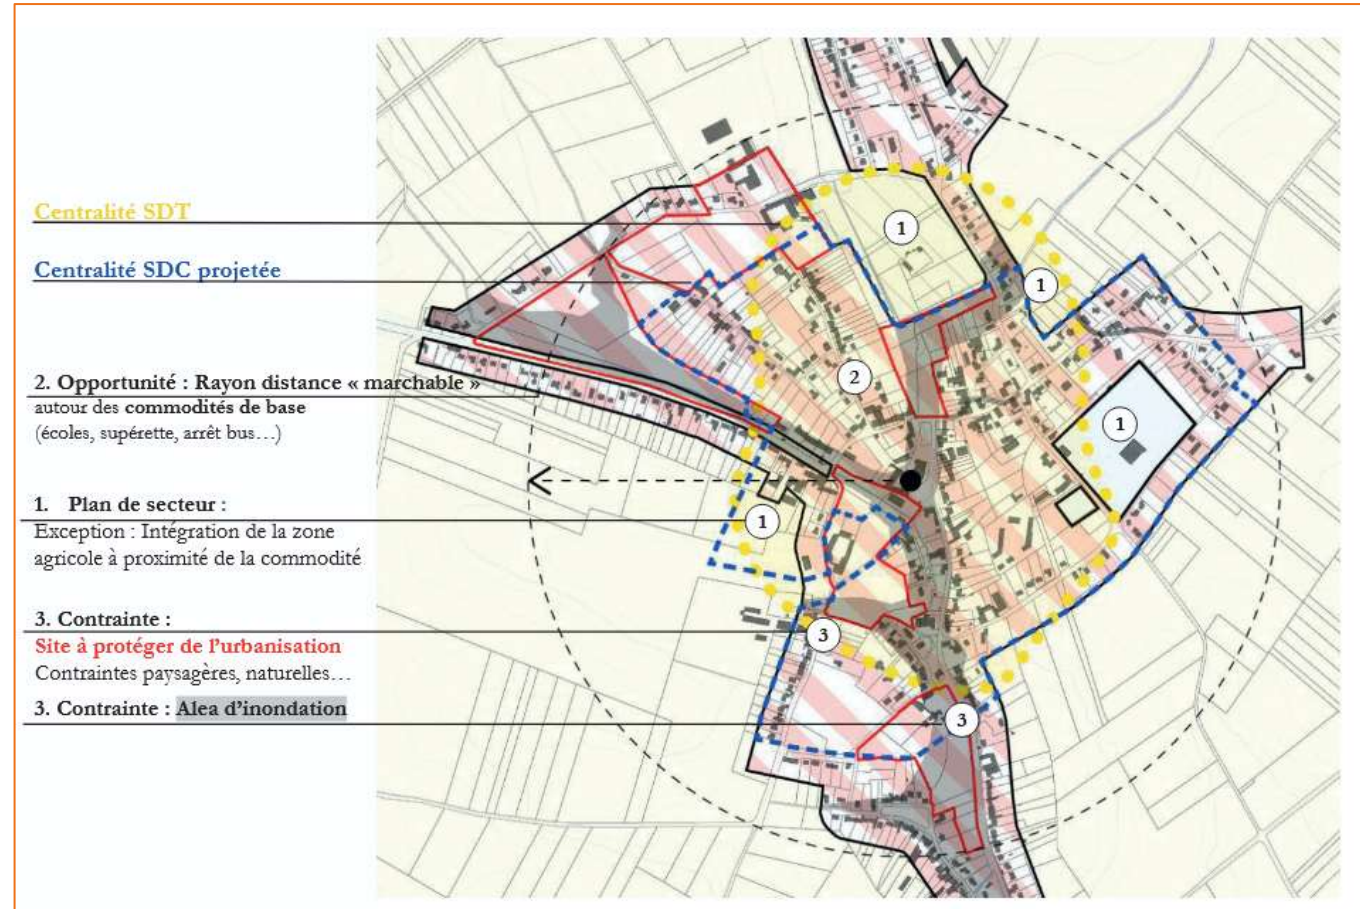 Centralité SDT
Centralité SDC projetée
2. Opportunité : Rayon distance « marchable »
autour des commodités de base
(écoles, supérette, arrêt bus…)
1. Plan de secteur :
Exception : Intégration de la zone
agricole à proximité de la commodité
3. Contrainte :
Site à protéger de l'urbanisation
Contraintes paysagères, naturelles…
3. Contrainte : Alea d'inondation
1
1
2
1
1
3
3